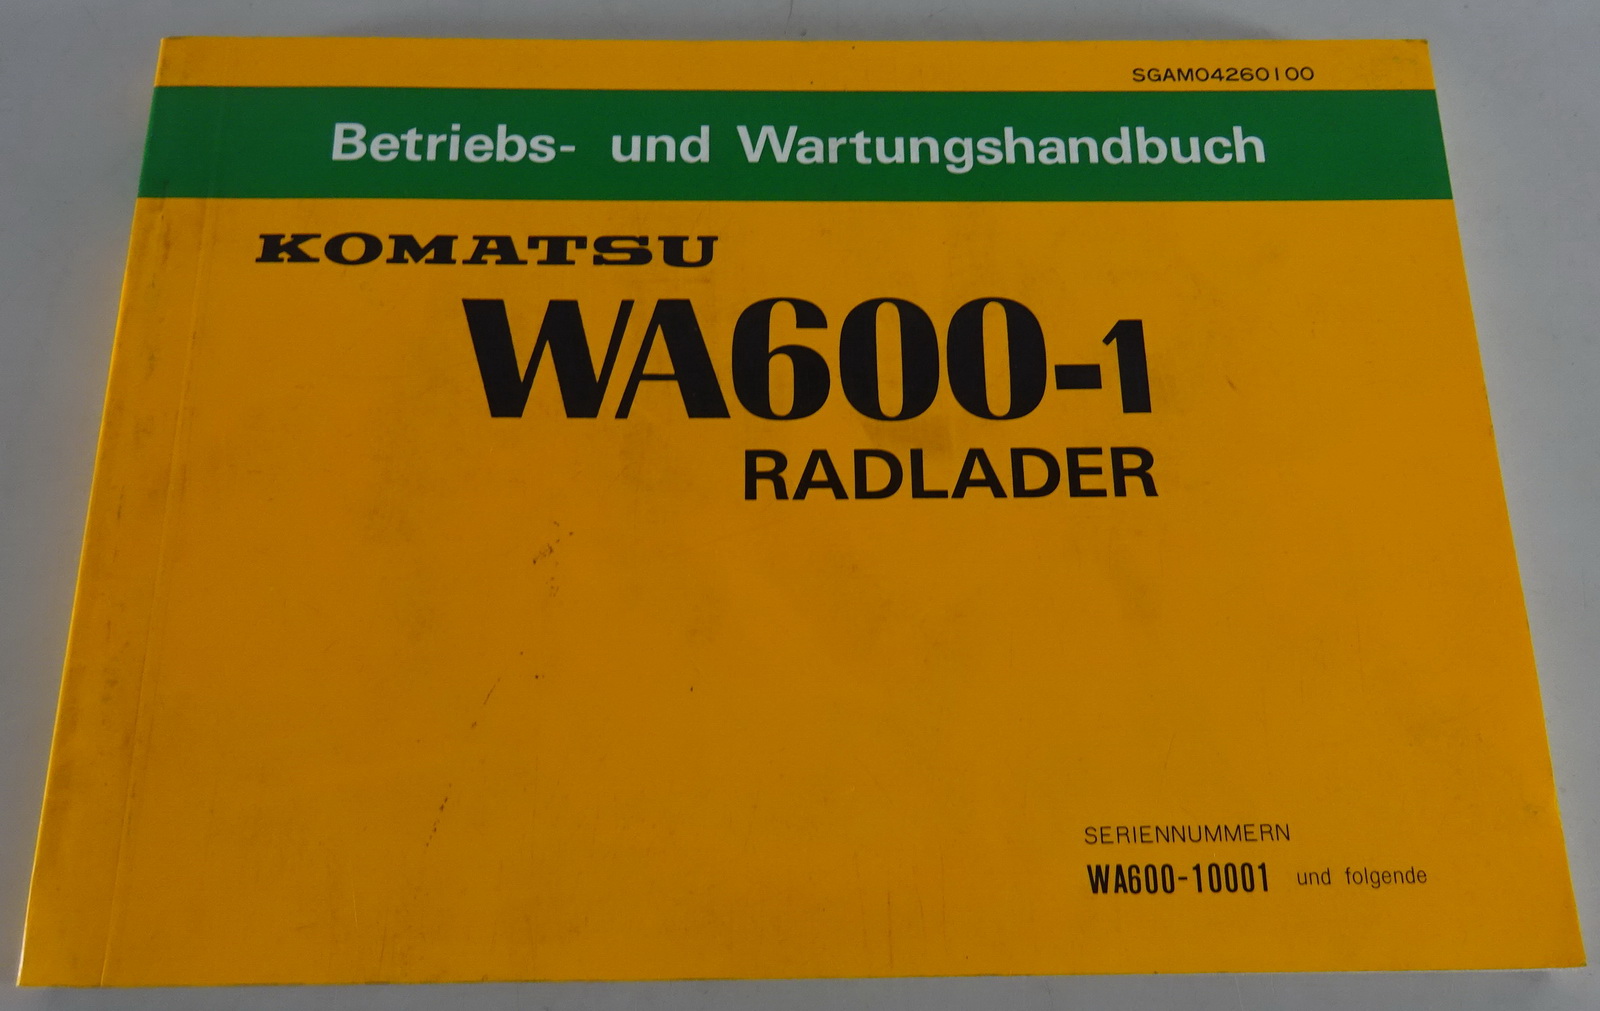 SGAM04260100
Betriebs- und Wartungshandbuch
KOMATSU
WA600-1
RADLADER
SERIENNUMMERN
WA600-10001 und folgende